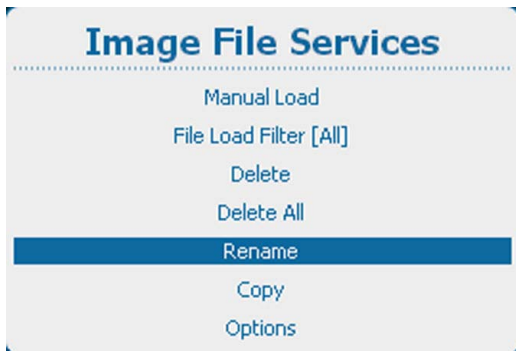 Image File Services
Manual Load
File Load Filter [All]
Delete
Delete All
Rename
Copy
Options